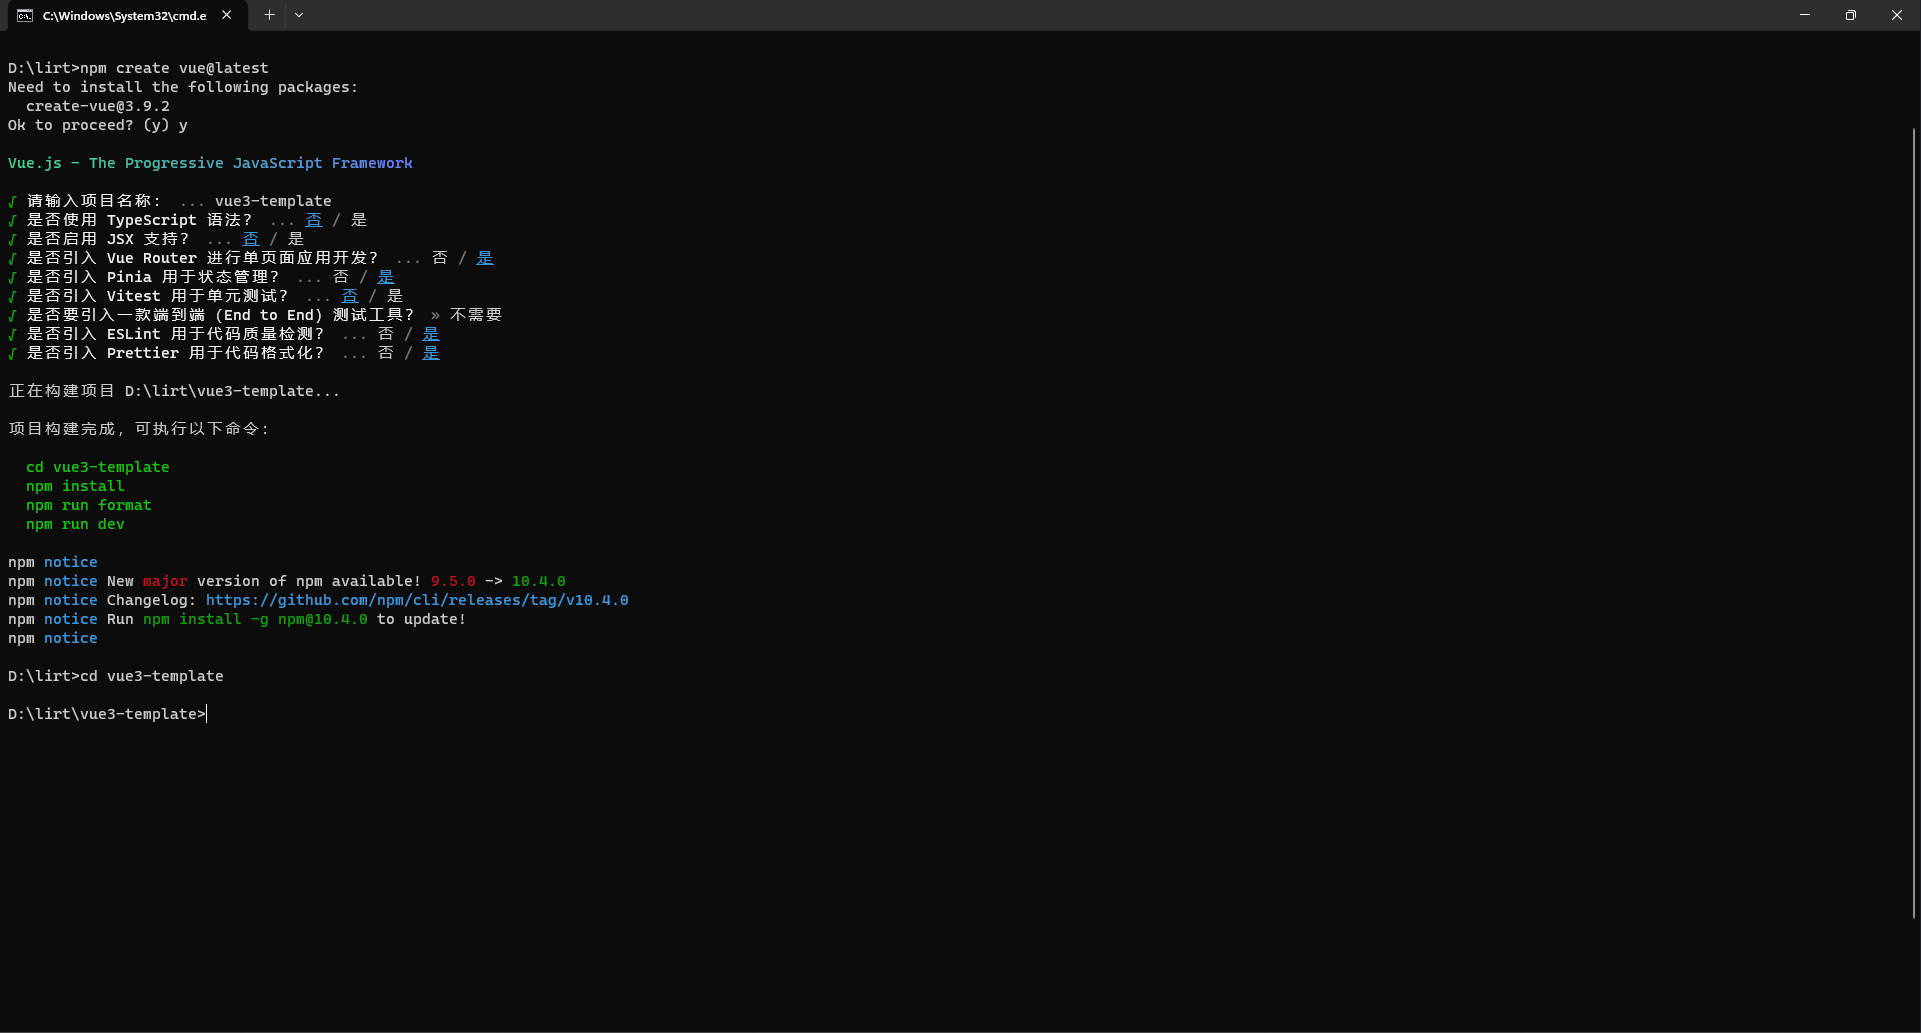 C:\Windows\System32\cmd.e
D:\lirt>npm create vue@latest
Need to install the following packages:
  create-vue@3.9.2
Ok to proceed? (y) y
Vue.js - The Progressive JavaScript Framework
√ 请输入项目名称: ... vue3-template
√ 是否使用 TypeScript 语法? ... 否 / 是
√ 是否启用 JSX 支持? ... 否 / 是
√ 是否引入 Vue Router 进行单页面应用开发? ... 否 / 是
√ 是否引入 Pinia 用于状态管理? ... 否 / 是
√ 是否引入 Vitest 用于单元测试? ... 否 / 是
√ 是否要引入一款端到端 (End to End) 测试工具? » 不需要
√ 是否引入 ESLint 用于代码质量检测? ... 否 / 是
√ 是否引入 Prettier 用于代码格式化? ... 否 / 是
正在构建项目 D:\lirt\vue3-template...
项目构建完成, 可执行以下命令:
  cd vue3-template
  npm install
  npm run format
  npm run dev
npm notice
npm notice New major version of npm available! 9.5.0 -> 10.4.0
npm notice Changelog: https://github.com/npm/cli/releases/tag/v10.4.0
npm notice Run npm install -g npm@10.4.0 to update!
npm notice
D:\lirt>cd vue3-template
D:\lirt\vue3-template>